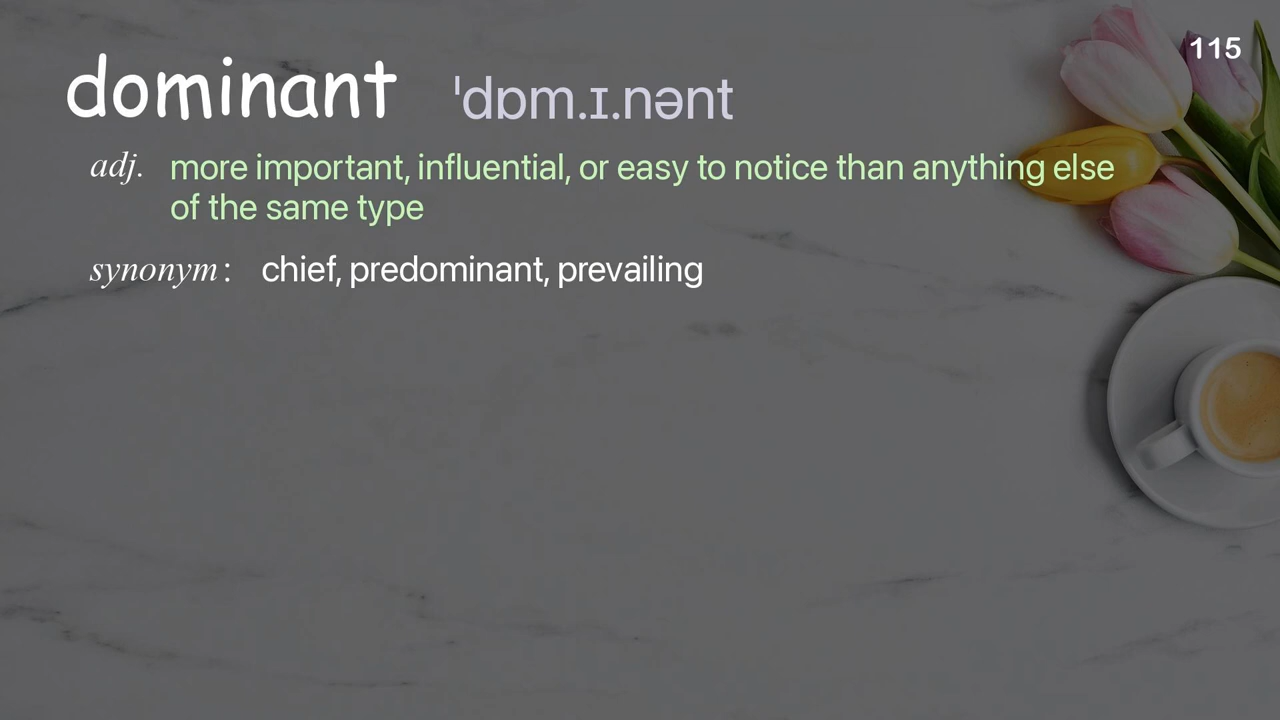 115
dominant ˈdɒm.ɪ.nənt
adj. more important, influential, or easy to notice than anything else
of the same type
synonym: chief, predominant, prevailing